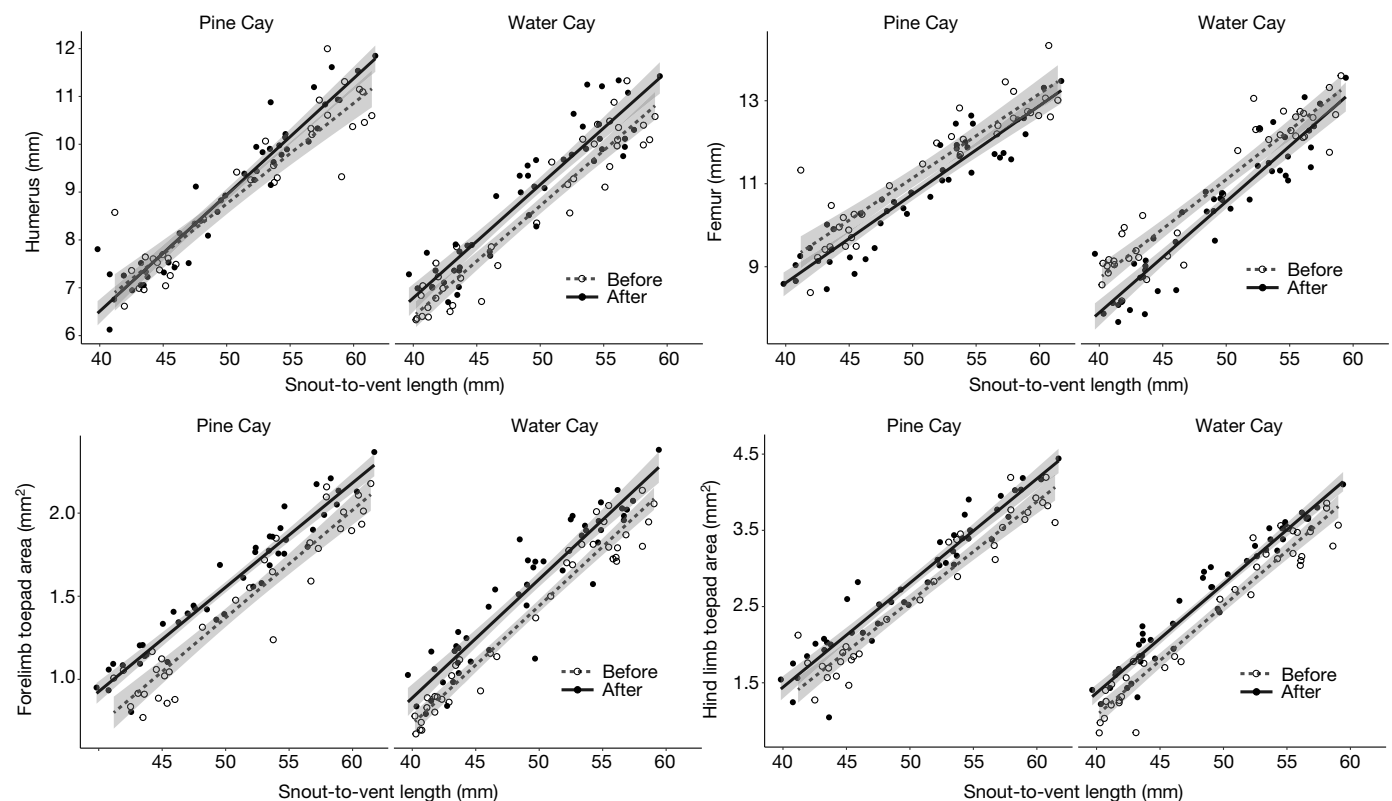 Pine Cay
Water Cay
Humerus (mm)
12
11
10
9
8
7
6
Before
After
40
45
50
55
60
40
45
50
55
60
Snout-to-vent length (mm)
Pine Cay
Water Cay
Femur (mm)
13
11
9
Before
After
40
45
50
55
60
40
45
50
55
60
Snout-to-vent length (mm)
Pine Cay
Water Cay
Forelimb toepad area (mm²)
2.0
1.5
1.0
Before
After
40
45
50
55
60
40
45
50
55
60
Snout-to-vent length (mm)
Pine Cay
Water Cay
Hind limb toepad area (mm²)
4.5
3.5
2.5
1.5
Before
After
40
45
50
55
60
40
45
50
55
60
Snout-to-vent length (mm)